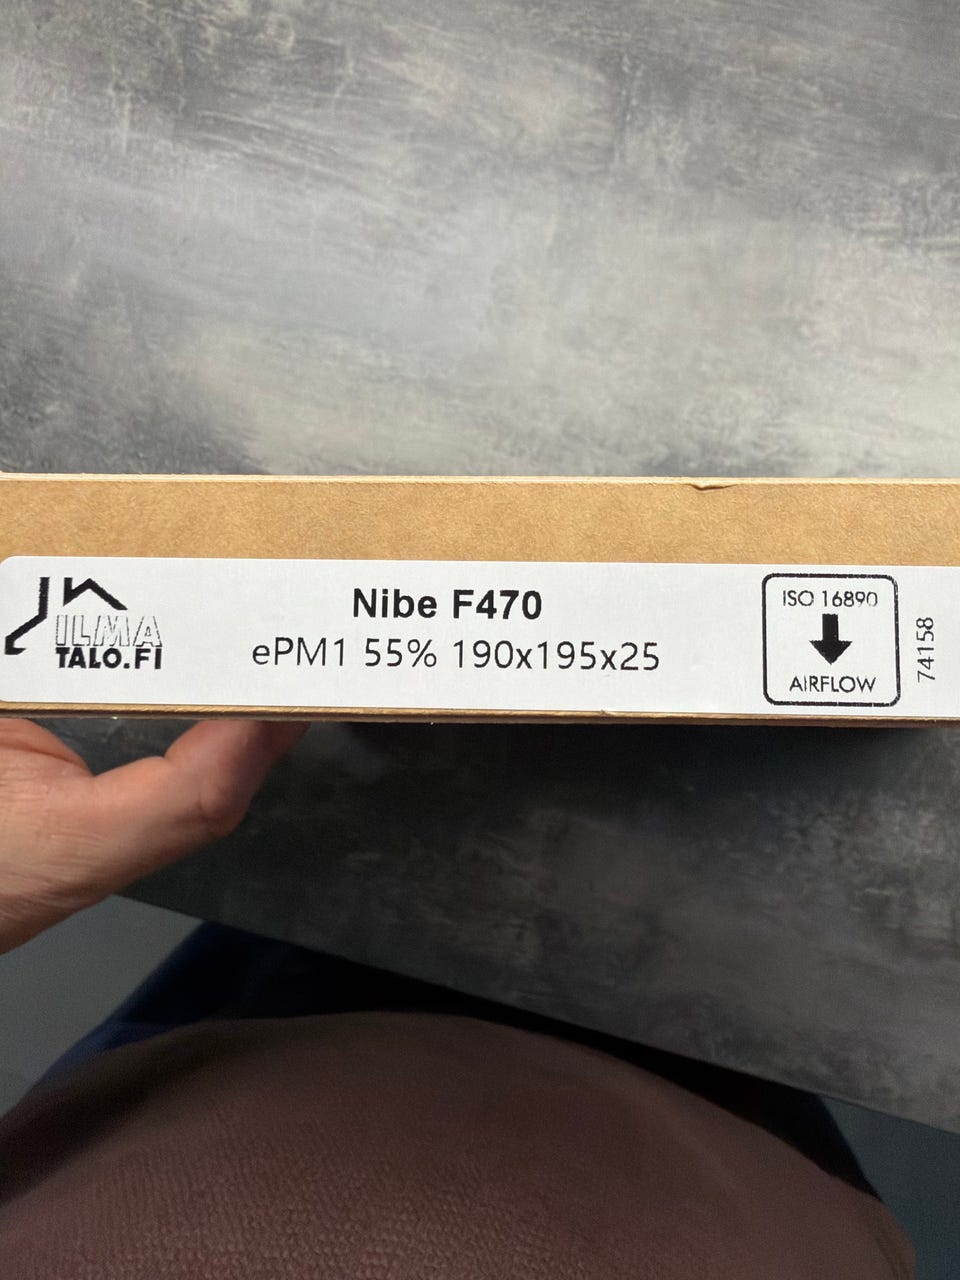 ILMA
TALO.FI
Nibe F470
ePM1 55% 190x195x25
ISO 16890
AIRFLOW
74158